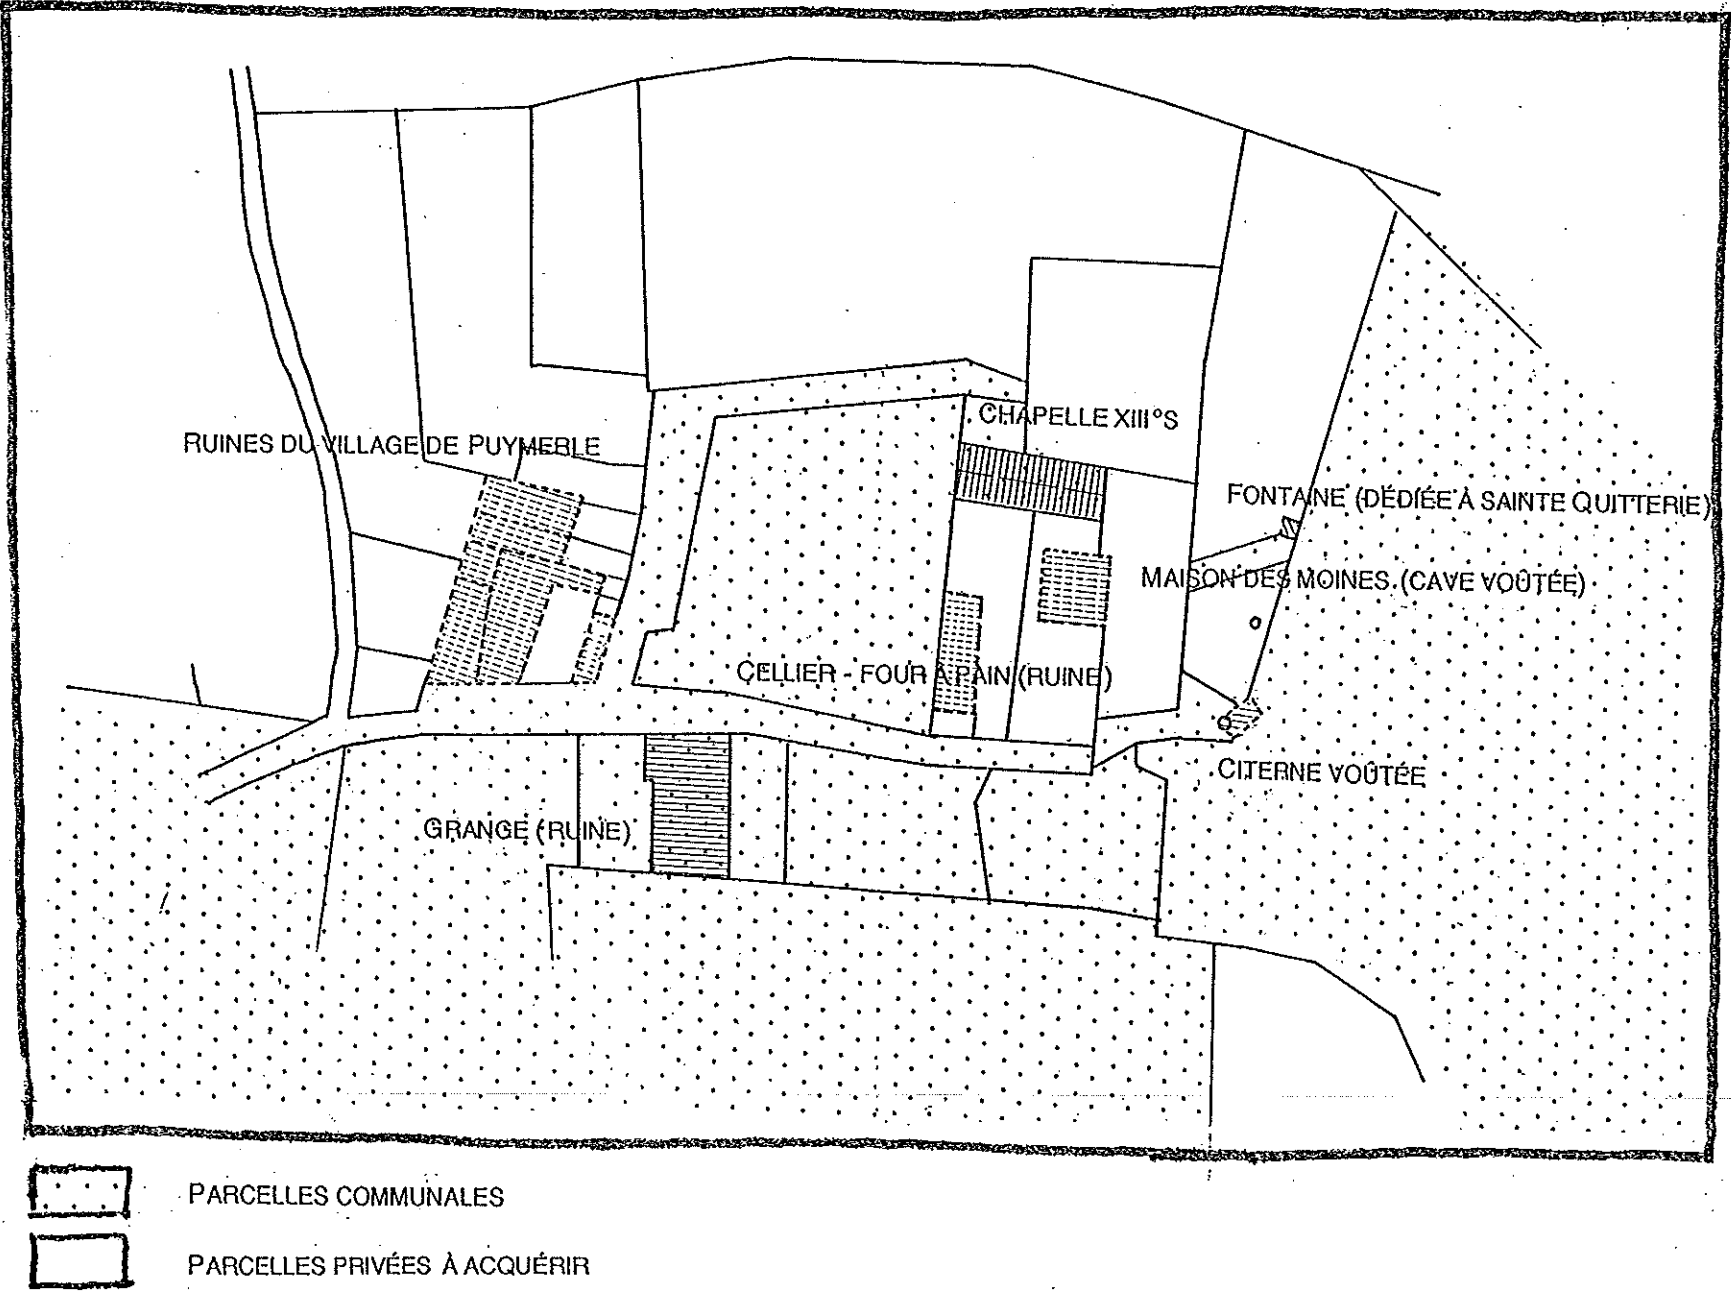 CHAPELLE XIII°S
RUINES DU VILLAGE DE PUYMERLE
FONTAINE (DÉDIÉE À SAINTE QUITTERIE)
MAISON DES MOINES (CAVE VOÛTÉE)
CELLIER - FOUR À PAIN (RUINE)
CITERNE VOÛTÉE
GRANGE (RUINE)
PARCELLES COMMUNALES
PARCELLES PRIVÉES À ACQUÉRIR